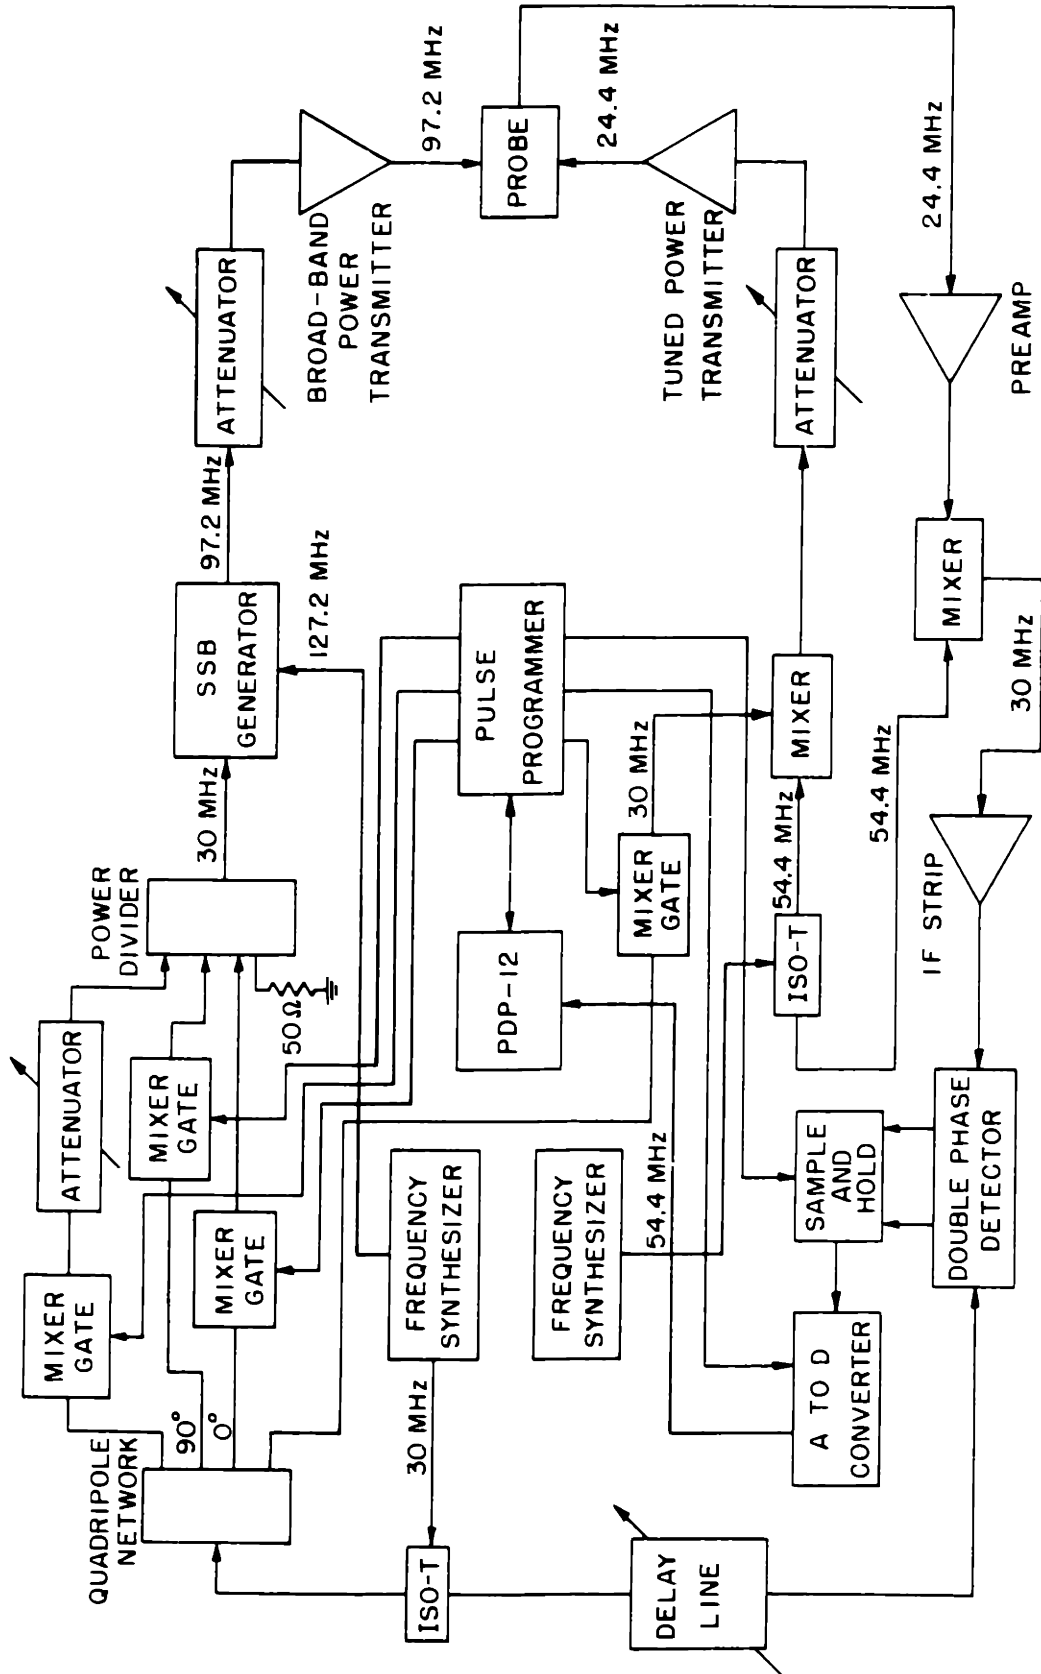 QUADRIPOLE
NETWORK
90°
0°
MIXER
GATE
ATTENUATOR
MIXER
GATE
MIXER
GATE
POWER
DIVIDER
50Ω
30 MHz
SSB
GENERATOR
97.2 MHz
127.2 MHz
ATTENUATOR
BROAD-BAND
POWER
TRANSMITTER
97.2 MHz
PROBE
24.4 MHz
ISO-T
30 MHz
FREQUENCY
SYNTHESIZER
FREQUENCY
SYNTHESIZER
54.4 MHz
PDP-12
PULSE
PROGRAMMER
MIXER
GATE
30 MHz
TUNED POWER
TRANSMITTER
DELAY
LINE
A TO D
CONVERTER
SAMPLE
AND
HOLD
ISO-T
54.4 MHz
MIXER
ATTENUATOR
54.4 MHz
24.4 MHz
DOUBLE PHASE
DETECTOR
IF STRIP
MIXER
30 MHz
PREAMP